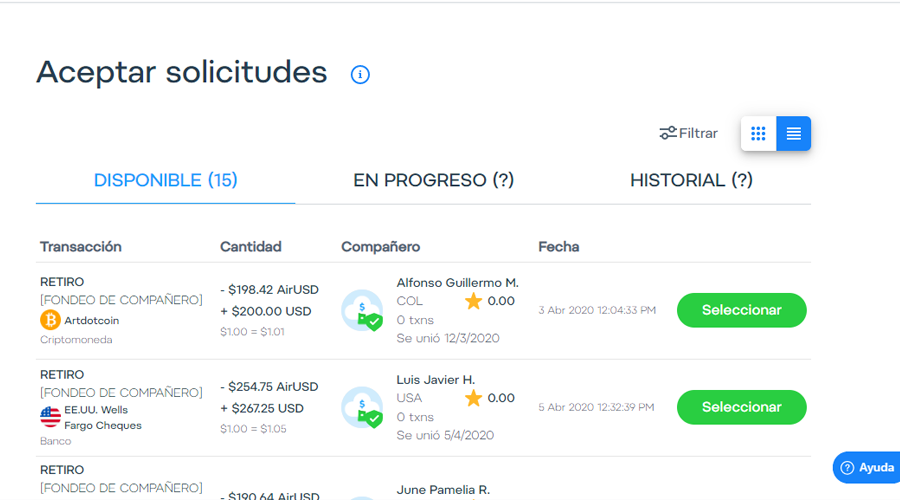 Aceptar solicitudes
Filtrar
DISPONIBLE (15)
EN PROGRESO (?)
HISTORIAL (?)
Transacción Cantidad Compañero Fecha
RETIRO
[FONDEO DE COMPAÑERO]
Artdotcoin
Criptomoneda
- $198.42 AirUSD
+ $200.00 USD
$1.00 = $1.01
Alfonso Guillermo M.
COL 0.00
0 txns
Se unió 12/3/2020
3 Abr 2020 12:04:33 PM
Seleccionar
RETIRO
[FONDEO DE COMPAÑERO]
EE.UU. Wells
Fargo Cheques
Banco
- $254.75 AirUSD
+ $267.25 USD
$1.00 = $1.05
Luis Javier H.
USA 0.00
0 txns
Se unió 5/4/2020
5 Abr 2020 12:32:39 PM
Seleccionar
RETIRO
[FONDEO DE COMPAÑERO]
- $190.64 AirUSD
June Pamelia R.
Ayuda